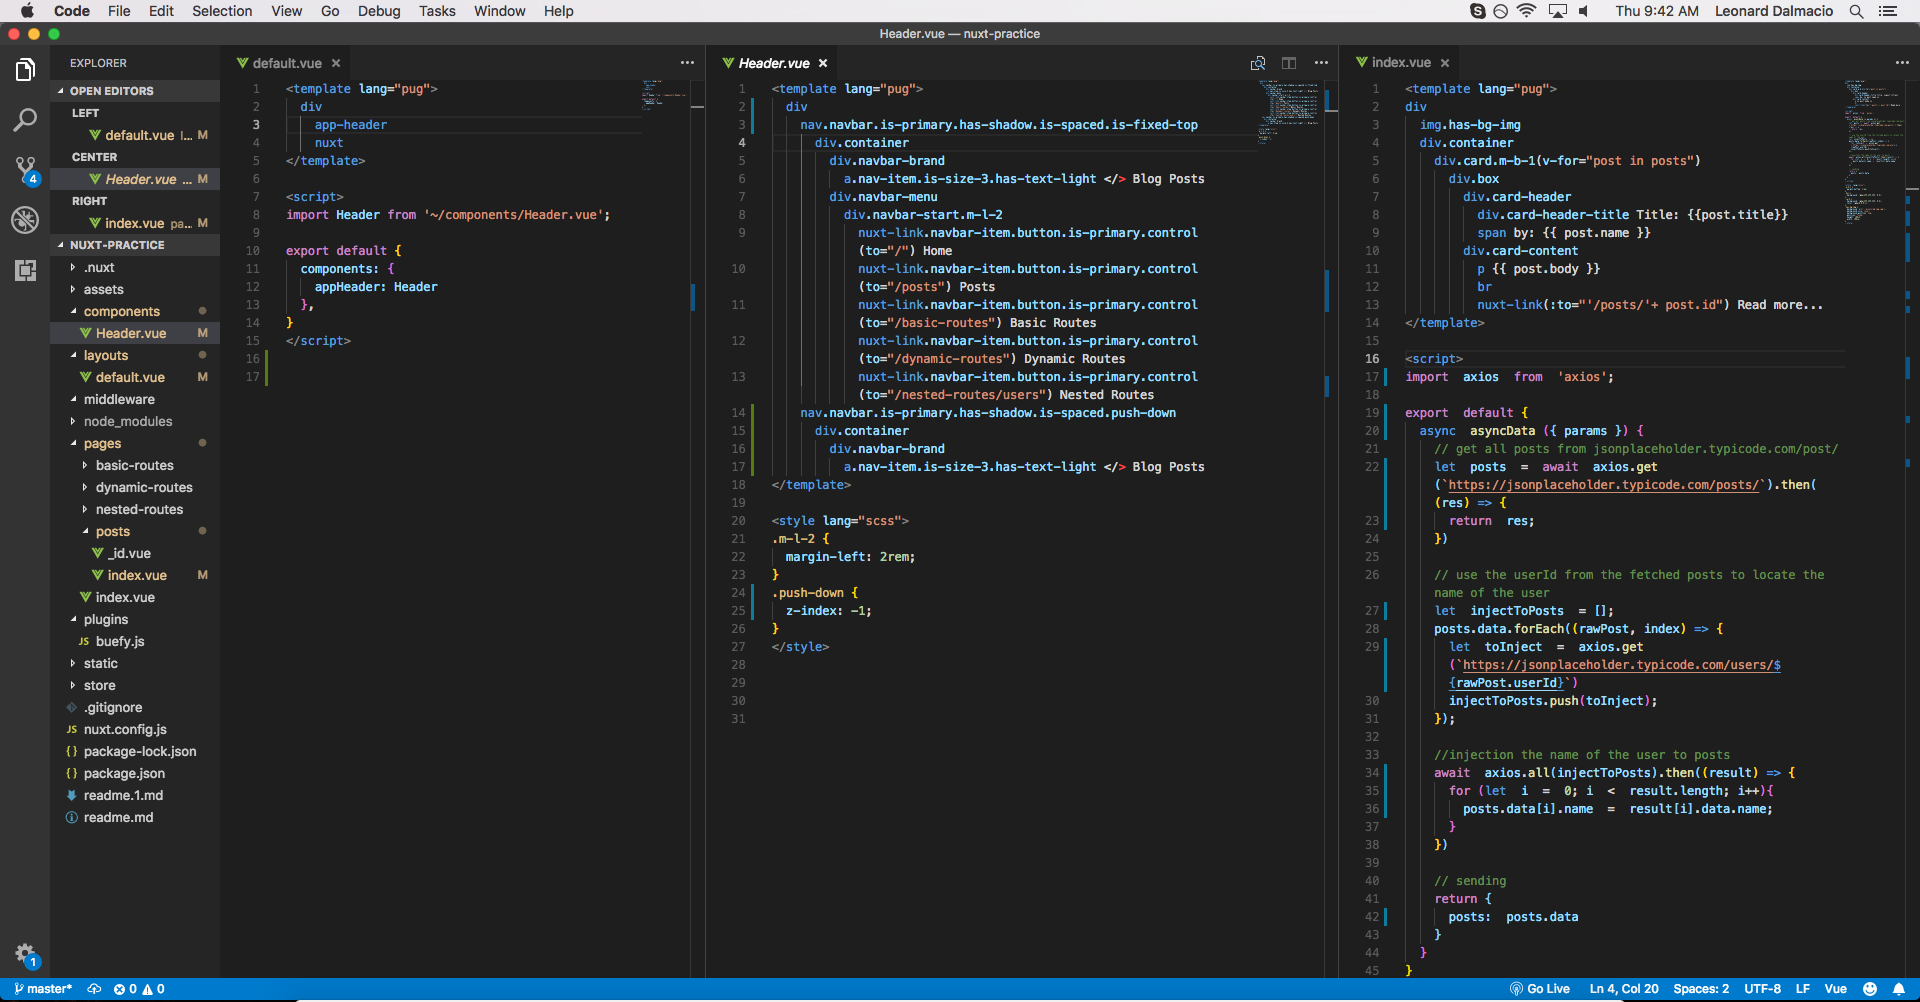 Code File Edit Selection View Go Debug Tasks Window Help
Thu 9:42 AM Leonard Dalmacio
Header.vue — nuxt-practice
EXPLORER
OPEN EDITORS
LEFT
default.vue l... M
CENTER
Header.vue ... M
RIGHT
index.vue pa... M
NUXT-PRACTICE
.nuxt
assets
components
Header.vue M
layouts
default.vue M
middleware
node_modules
pages
basic-routes
dynamic-routes
nested-routes
posts
_id.vue
index.vue M
index.vue
plugins
JS buefy.js
static
store
.gitignore
JS nuxt.config.js
{} package-lock.json
{} package.json
readme.1.md
readme.md
4
1
default.vue
1 <template lang="pug">
2 div
3 app-header
4 nuxt
5 </template>
6
7 <script>
8 import Header from '~/components/Header.vue';
9
10 export default {
11 components: {
12 appHeader: Header
13 },
14 }
15 </script>
16
17
Header.vue
1 <template lang="pug">
2 div
3 nav.navbar.is-primary.has-shadow.is-spaced.is-fixed-top
4 div.container
5 div.navbar-brand
6 a.nav-item.is-size-3.has-text-light </> Blog Posts
7 div.navbar-menu
8 div.navbar-start.m-l-2
9 nuxt-link.navbar-item.button.is-primary.control
(to="/") Home
10 nuxt-link.navbar-item.button.is-primary.control
(to="/posts") Posts
11 nuxt-link.navbar-item.button.is-primary.control
(to="/basic-routes") Basic Routes
12 nuxt-link.navbar-item.button.is-primary.control
(to="/dynamic-routes") Dynamic Routes
13 nuxt-link.navbar-item.button.is-primary.control
(to="/nested-routes/users") Nested Routes
14 nav.navbar.is-primary.has-shadow.is-spaced.push-down
15 div.container
16 div.navbar-brand
17 a.nav-item.is-size-3.has-text-light </> Blog Posts
18 </template>
19
20 <style lang="scss">
21 .m-l-2 {
22 margin-left: 2rem;
23 }
24 .push-down {
25 z-index: -1;
26 }
27 </style>
28
29
30
31
index.vue
1 <template lang="pug">
2 div
3 img.has-bg-img
4 div.container
5 div.card.m-b-1(v-for="post in posts")
6 div.box
7 div.card-header
8 div.card-header-title Title: {{post.title}}
9 span by: {{ post.name }}
10 div.card-content
11 p {{ post.body }}
12 br
13 nuxt-link(:to="'/posts/'+ post.id") Read more...
14 </template>
15
16 <script>
17 import axios from 'axios';
18
19 export default {
20 async asyncData ({ params }) {
21 // get all posts from jsonplaceholder.typicode.com/post/
22 let posts = await axios.get
(`https://jsonplaceholder.typicode.com/posts/`).then(
(res) => {
23 return res;
24 })
25
26 // use the userId from the fetched posts to locate the
name of the user
27 let injectToPosts = [];
28 posts.data.forEach((rawPost, index) => {
29 let toInject = axios.get
(`https://jsonplaceholder.typicode.com/users/$
{rawPost.userId}`)
30 injectToPosts.push(toInject);
31 });
32
33 //injection the name of the user to posts
34 await axios.all(injectToPosts).then((result) => {
35 for (let i = 0; i < result.length; i++){
36 posts.data[i].name = result[i].data.name;
37 }
38 })
39
40 // sending
41 return {
42 posts: posts.data
43 }
44 }
45 }
master* 0 0
Go Live Ln 4, Col 20 Spaces: 2 UTF-8 LF Vue